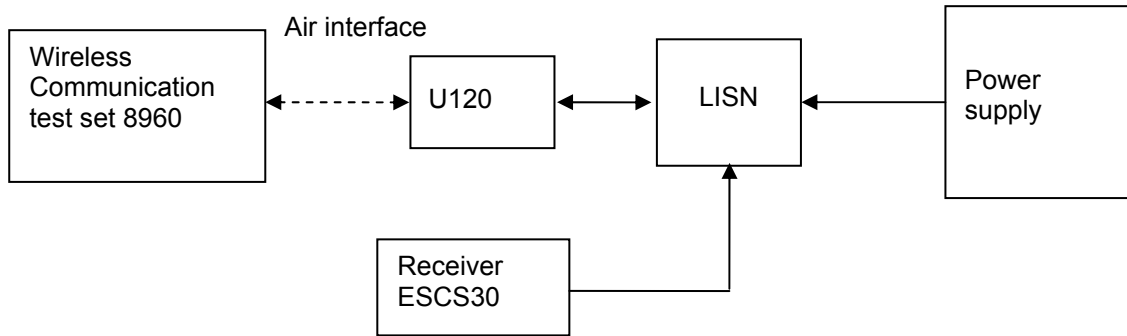 Air interface
Wireless
Communication
test set 8960
U120
LISN
Power
supply
Receiver
ESCS30